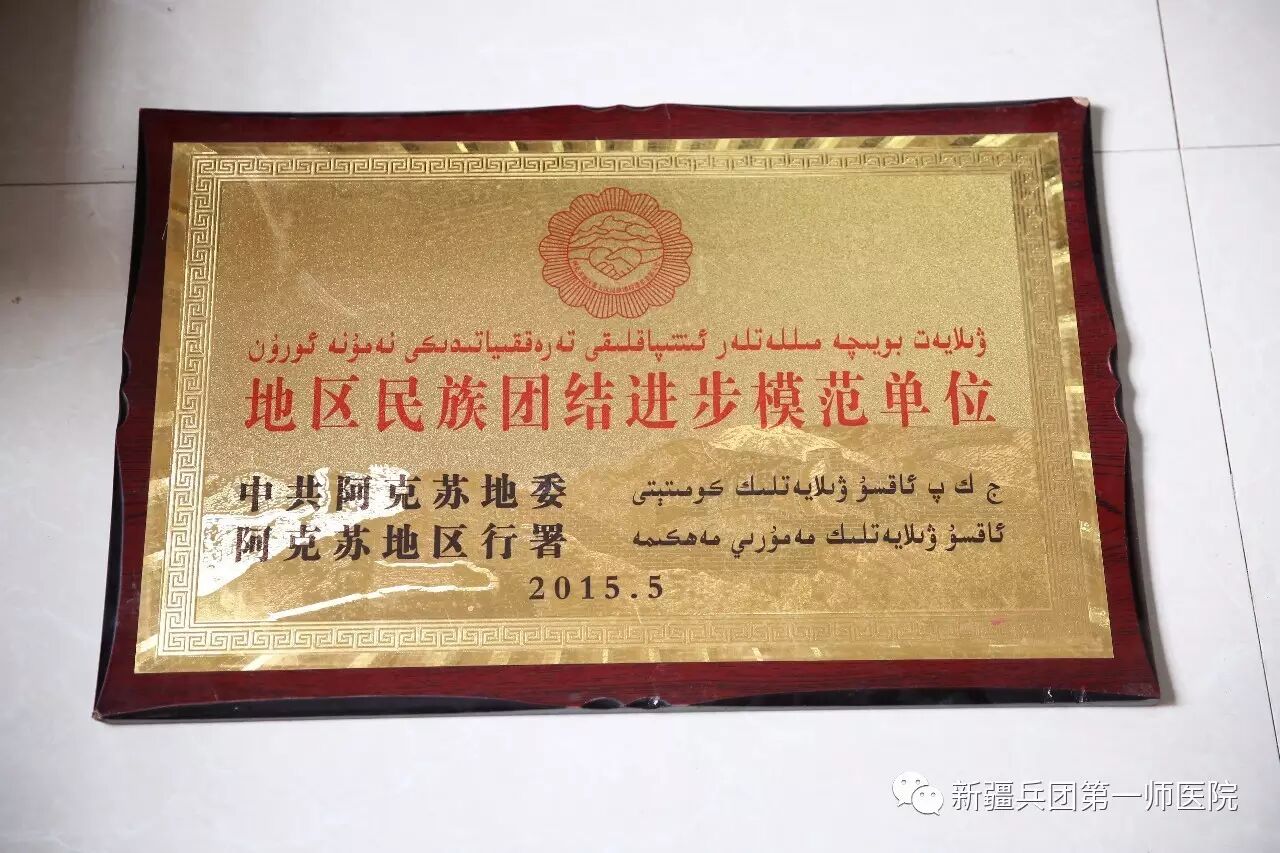 ۋىلايەت بويىچە مىللەتلەر ئىتتىپاقلىقى تەرەققىياتىدىكى نەمۇنە ئورۇن
地区民族团结进步模范单位
中共阿克苏地委
ج ك پ ئاقسۇ ۋىلايەتلىك كومىتېتى
阿克苏地区行署
ئاقسۇ ۋىلايەتلىك مەمۇرىي مەھكىمە
2015.5
新疆兵团第一师医院